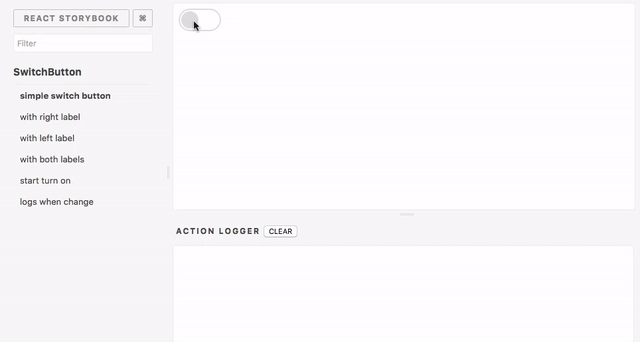 REACT STORYBOOK
⌘
Filter
SwitchButton
simple switch button
with right label
with left label
with both labels
start turn on
logs when change
ACTION LOGGER CLEAR